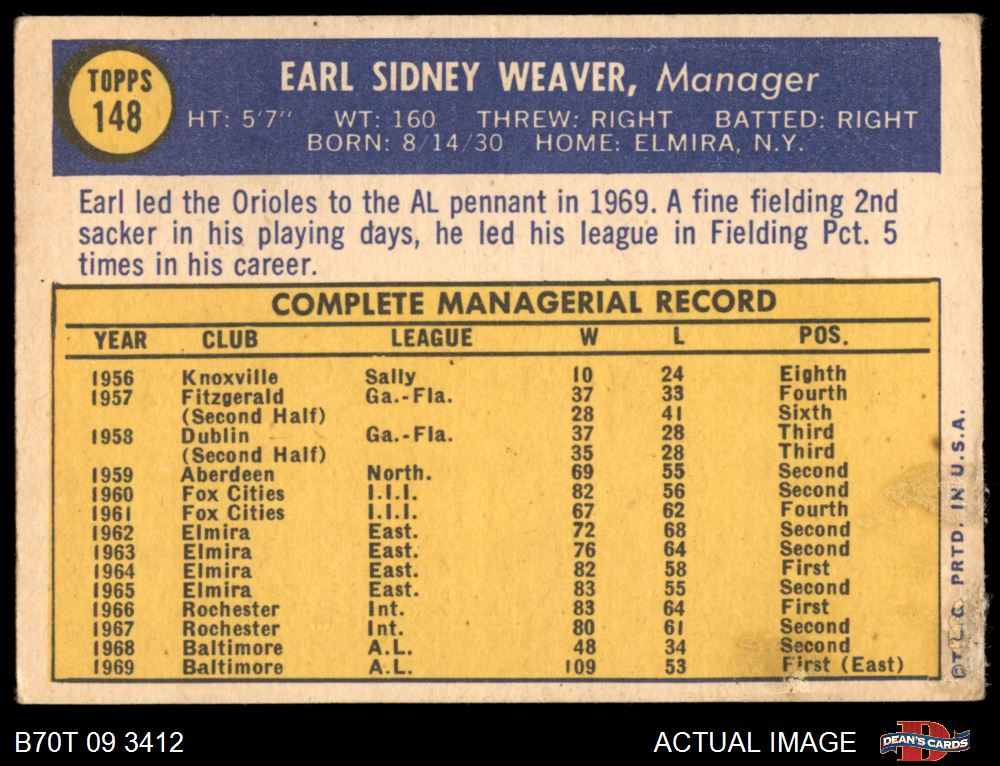 TOPPS
148
EARL SIDNEY WEAVER, Manager
HT: 5'7" WT: 160 THREW: RIGHT BATTED: RIGHT
BORN: 8/14/30 HOME: ELMIRA, N.Y.
Earl led the Orioles to the AL pennant in 1969. A fine fielding 2nd
sacker in his playing days, he led his league in Fielding Pct. 5
times in his career.
COMPLETE MANAGERIAL RECORD
YEAR CLUB LEAGUE W L POS.
1956 Knoxville Sally 10 24 Eighth
1957 Fitzgerald Ga.-Fla. 37 33 Fourth
(Second Half) 28 41 Sixth
1958 Dublin Ga.-Fla. 37 28 Third
(Second Half) 35 28 Third
1959 Aberdeen North. 69 55 Second
1960 Fox Cities I.I.I. 82 56 Second
1961 Fox Cities I.I.I. 67 62 Fourth
1962 Elmira East. 72 68 Second
1963 Elmira East. 76 64 Second
1964 Elmira East. 82 58 First
1965 Elmira East. 83 55 Second
1966 Rochester Int. 83 64 First
1967 Rochester Int. 80 61 Second
1968 Baltimore A.L. 48 34 Second
1969 Baltimore A.L. 109 53 First (East)
©T.L.G. PRTD. IN U.S.A.
B70T 09 3412
ACTUAL IMAGE
D
DEAN'S CARDS